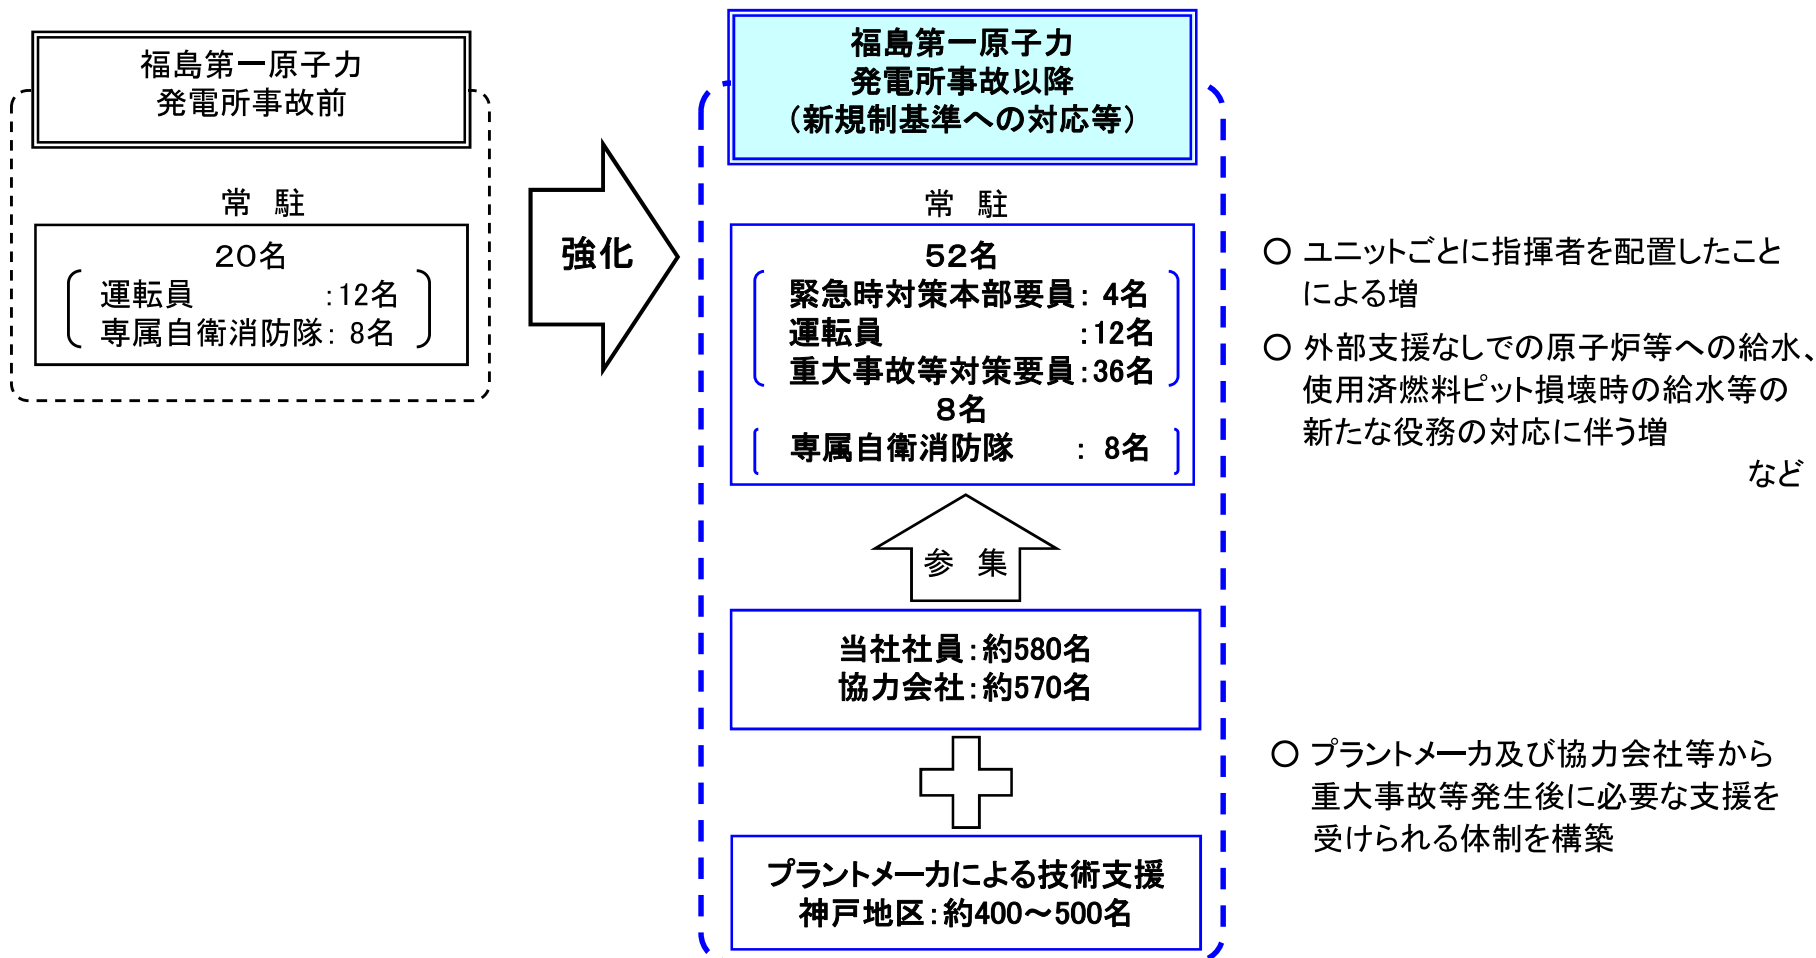 福島第一原子力
発電所事故前
常 駐
20名
運転員 :12名
専属自衛消防隊: 8名
強化
福島第一原子力
発電所事故以降
(新規制基準への対応等)
常 駐
52名
緊急時対策本部要員: 4名
運転員 :12名
重大事故等対策要員:36名
8名
専属自衛消防隊 : 8名
参 集
当社社員:約580名
協力会社:約570名
プラントメーカによる技術支援
神戸地区:約400~500名
○ ユニットごとに指揮者を配置したこと
による増
○ 外部支援なしでの原子炉等への給水、
使用済燃料ピット損壊時の給水等の
新たな役務の対応に伴う増
など
○ プラントメーカ及び協力会社等から
重大事故等発生後に必要な支援を
受けられる体制を構築